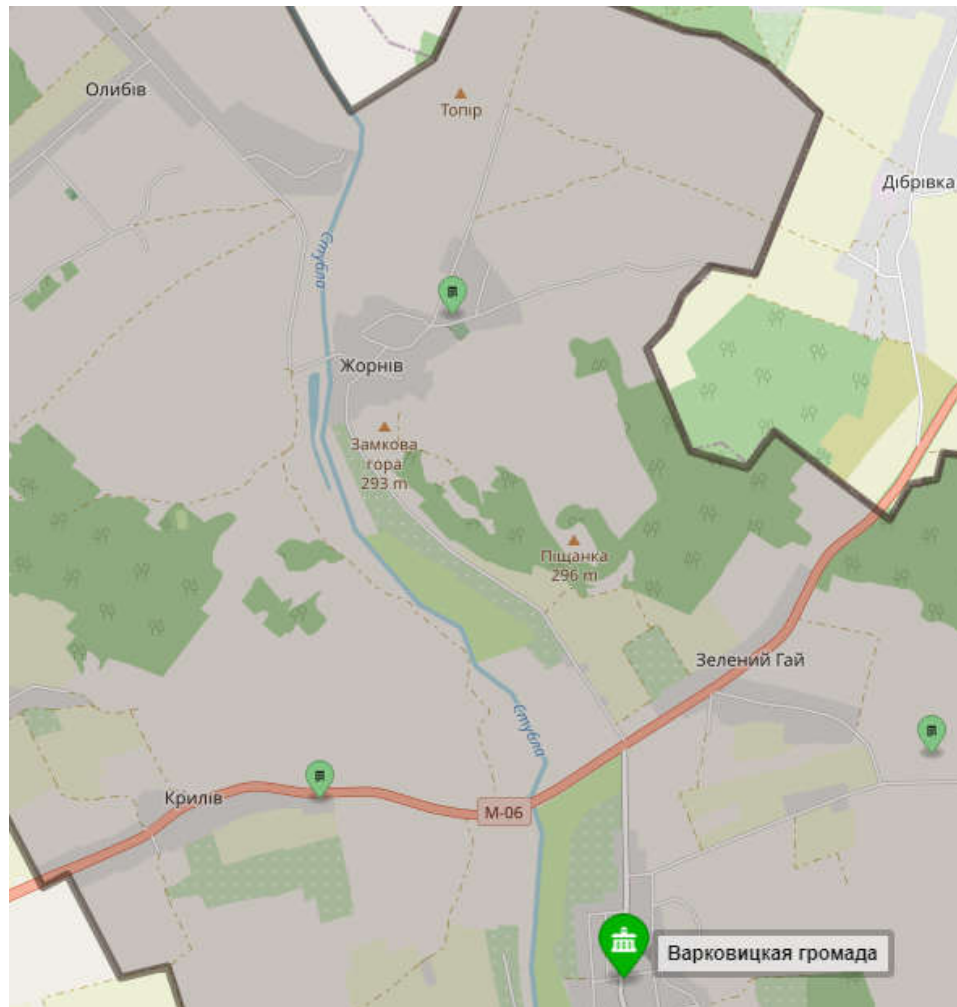 Олибів
Топір
Дібрівка
Стубла
Жорнів
Замкова
гора
293 m
Піщанка
296 m
Зелений Гай
Стубла
Крилів
М-06
Варковицкая громада